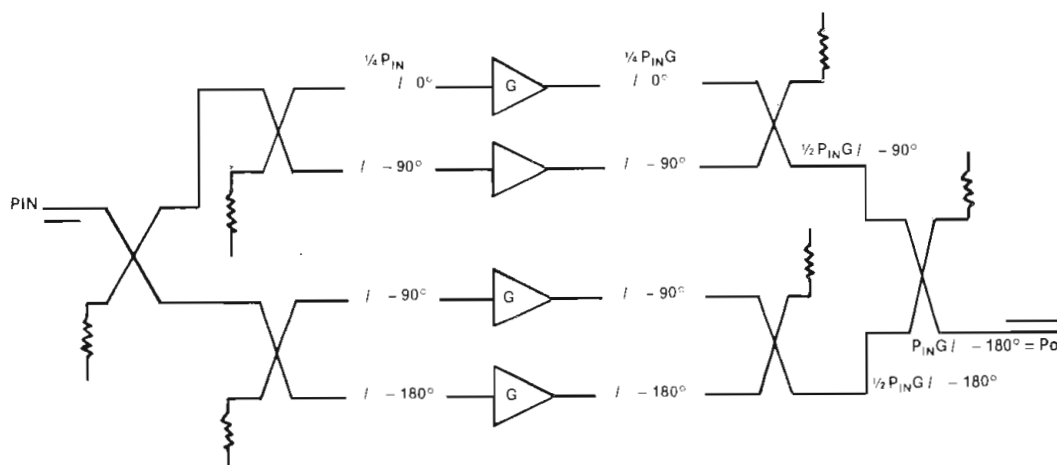 ¼ PIN
/ 0°
G
¼ PING
/ 0°
/ -90°
/ -90°
½ PING / -90°
PIN
/ -90°
G
/ -90°
PING / -180° = Po
½ PING / -180°
/ -180°
G
/ -180°